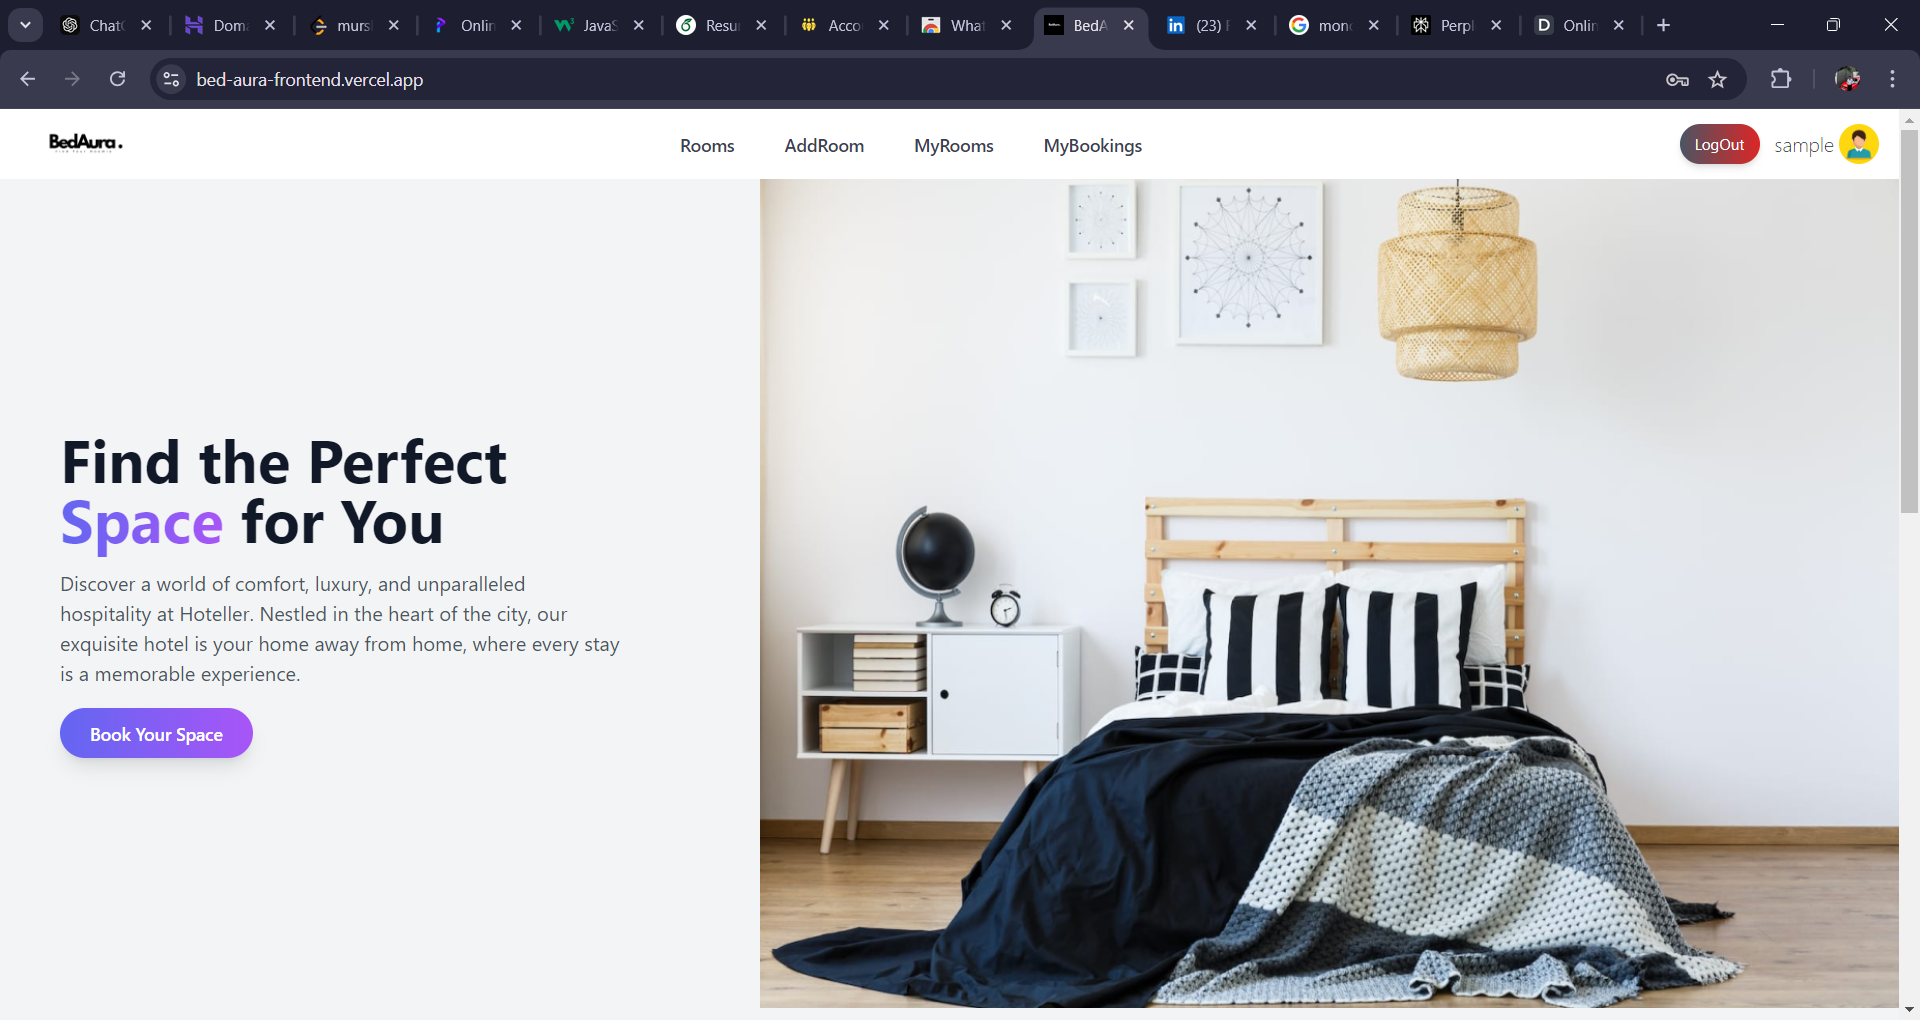 ChatG
Dom
murs
Onlin
JavaS
Resu
Acco
What
BedA
(23) F
mon
Perpl
Onlin
bed-aura-frontend.vercel.app
BedAura.
Rooms
AddRoom
MyRooms
MyBookings
LogOut
sample
Find the Perfect
Space for You
Discover a world of comfort, luxury, and unparalleled
hospitality at Hoteller. Nestled in the heart of the city, our
exquisite hotel is your home away from home, where every stay
is a memorable experience.
Book Your Space